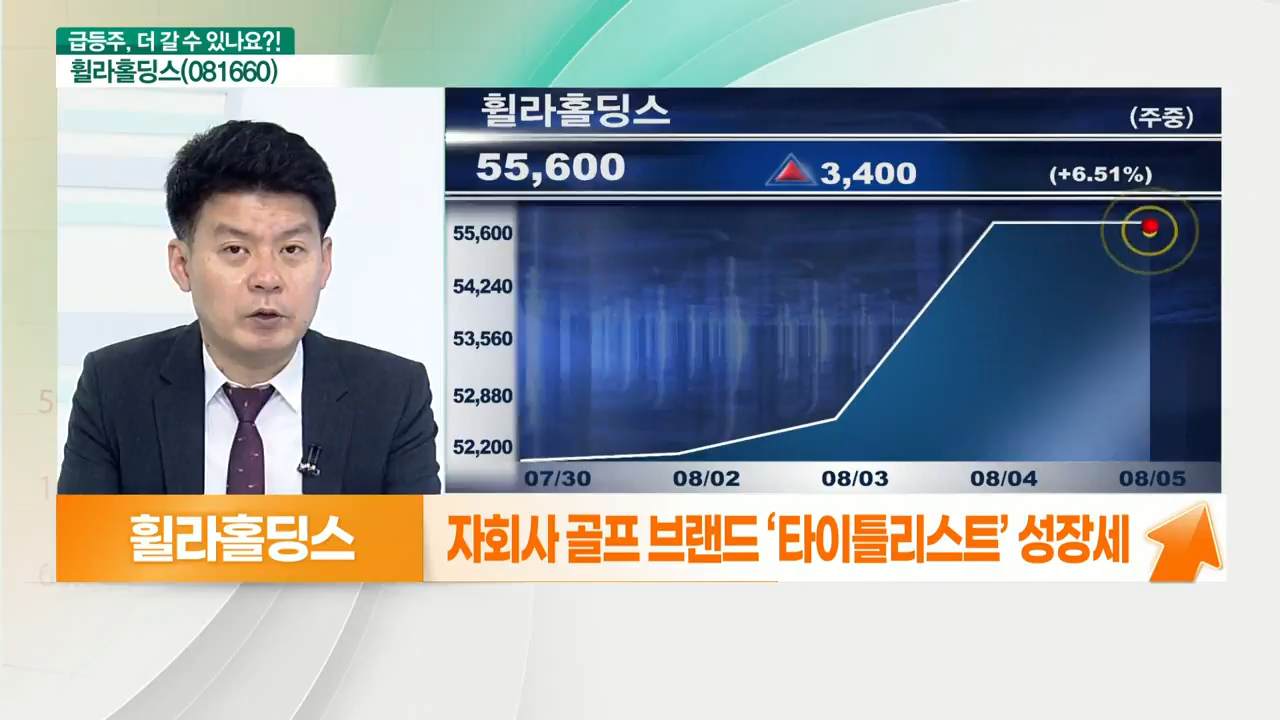 급등주, 더 갈 수 있나요?!
휠라홀딩스(081660)
휠라홀딩스 (주중)
55,600 3,400 (+6.51%)
55,600
54,240
53,560
52,880
52,200
07/30 08/02 08/03 08/04 08/05
휠라홀딩스
자회사 골프 브랜드 ‘타이틀리스트’ 성장세